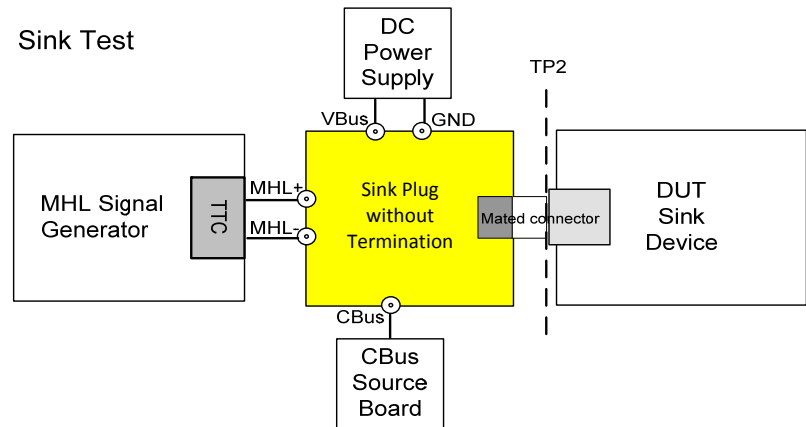 Sink Test
DC
Power
Supply
TP2
VBus
GND
MHL Signal
Generator
TTC
MHL+
MHL-
Sink Plug
without
Termination
Mated connector
DUT
Sink
Device
CBus
CBus
Source
Board